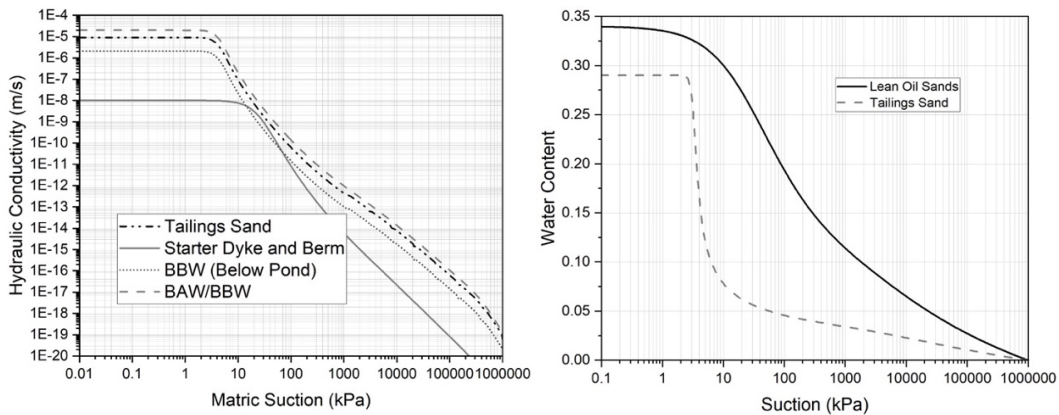 Hydraulic Conductivity (m/s)
1E-4
1E-5
1E-6
1E-7
1E-8
1E-9
1E-10
1E-11
1E-12
1E-13
1E-14
1E-15
1E-16
1E-17
1E-18
1E-19
1E-20
Tailings Sand
Starter Dyke and Berm
BBW (Below Pond)
BAW/BBW
0.01 0.1 1 10 100 1000 10000 100000 1000000
Matric Suction (kPa)
Water Content
0.35
0.30
0.25
0.20
0.15
0.10
0.05
0.00
Lean Oil Sands
Tailings Sand
0.1 1 10 100 1000 10000 100000 1000000
Suction (kPa)